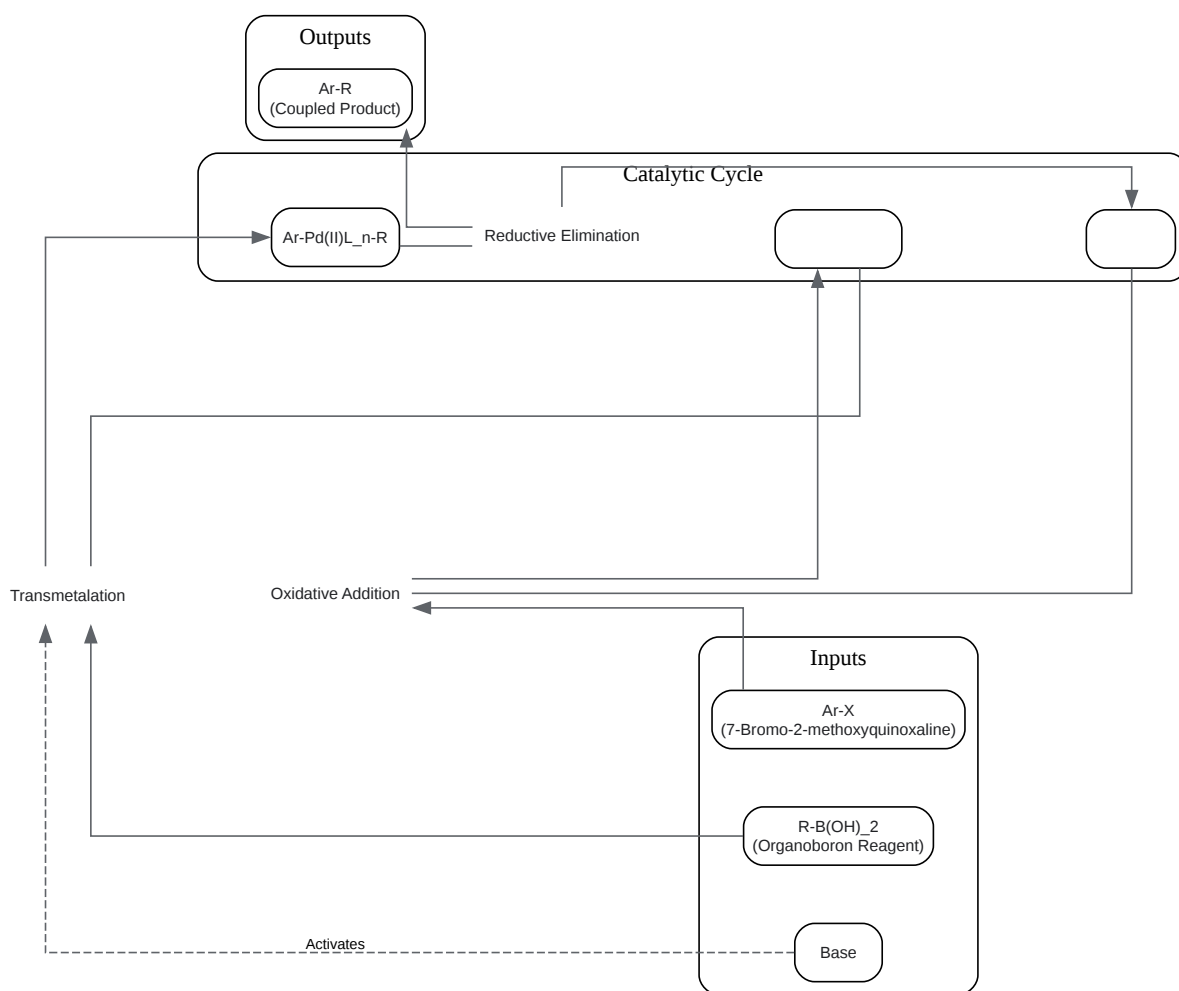 Outputs
Ar-R
(Coupled Product)
Catalytic Cycle
Ar-Pd(II)L_n-R
Reductive Elimination
Transmetalation
Oxidative Addition
Inputs
Ar-X
(7-Bromo-2-methoxyquinoxaline)
R-B(OH)_2
(Organoboron Reagent)
Activates
Base